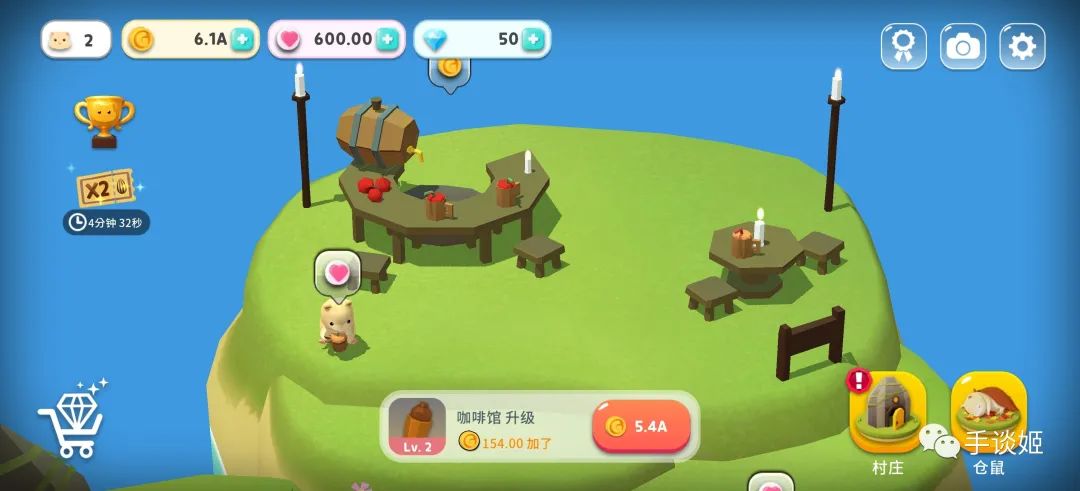 2
6.1A
600.00
50
X2
4分钟 32秒
咖啡馆 升级
Lv. 2
154.00 加了
5.4A
!
村庄
仓鼠
手谈姬